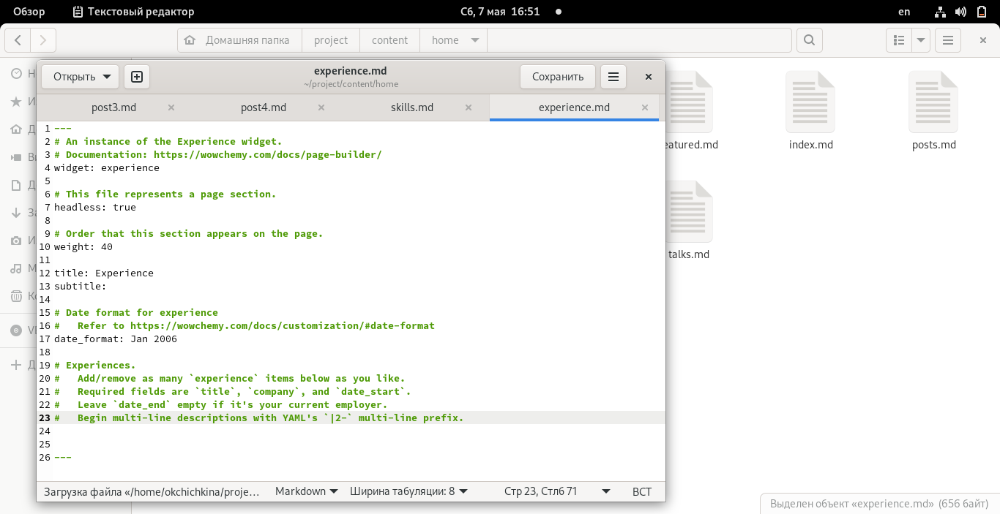 Обзор Текстовый редактор Сб, 7 мая 16:51 en
Домашняя папка project content home
Открыть experience.md Сохранить
~/project/content/home
post3.md post4.md skills.md experience.md
1 ---
2 # An instance of the Experience widget.
3 # Documentation: https://wowchemy.com/docs/page-builder/
4 widget: experience
5
6 # This file represents a page section.
7 headless: true
8
9 # Order that this section appears on the page.
10 weight: 40
11
12 title: Experience
13 subtitle:
14
15 # Date format for experience
16 #   Refer to https://wowchemy.com/docs/customization/#date-format
17 date_format: Jan 2006
18
19 # Experiences.
20 #   Add/remove as many `experience` items below as you like.
21 #   Required fields are `title`, `company`, and `date_start`.
22 #   Leave `date_end` empty if it's your current employer.
23 #   Begin multi-line descriptions with YAML's `|2-` multi-line prefix.
24
25
26 ---
Загрузка файла «/home/okchichkina/proje… Markdown Ширина табуляции: 8 Стр 23, Стлб 71 ВСТ
eatured.md index.md posts.md
talks.md
Выделен объект «experience.md» (656 байт)